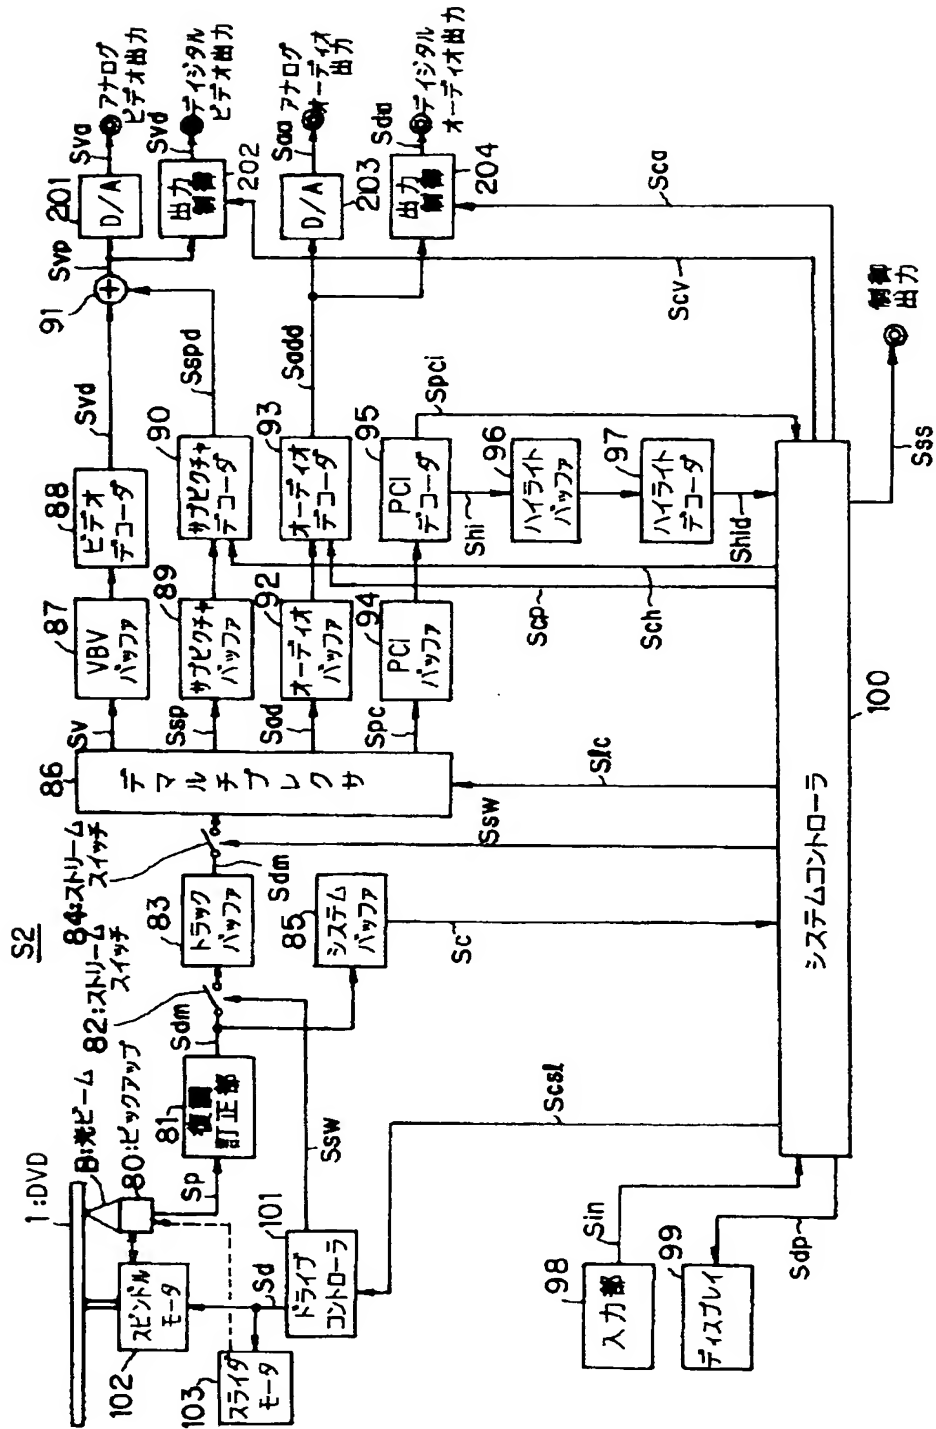 S2
1:DVD
B:光ビーム
80:ピックアップ
82:ストリーム
スイッチ
84:ストリーム
スイッチ
スピンドル
モータ
102
スライダ
モータ
103
Sd
101
ドライブ
コントローラ
Sp
81
復調
訂正部
Sdm
Ssw
83
トラック
バッファ
Sdm
85
システム
バッファ
Sc
Ssw
Scsl
86
デマルチプレクサ
Slc
Sv
Ssp
Sad
Spc
87
VBV
バッファ
89
サブピクチャ
バッファ
92
オーディオ
バッファ
94
PCI
バッファ
88
ビデオ
デコーダ
90
サブピクチャ
デコーダ
93
オーディオ
デコーダ
95
PCI
デコーダ
Svd
Sspd
Sadd
Spci
Shi
96
ハイライト
バッファ
97
ハイライト
デコーダ
Shid
Scp
Sch
91
+
Svp
201
D/A
Sva
アナログ
ビデオ出力
出力
制御
202
Svd
ディジタル
ビデオ出力
D/A
203
Saa
アナログ
オーディオ
出力
出力
制御
204
Sda
ディジタル
オーディオ出力
Scv
Sca
制御
出力
Sss
98
入力部
Sin
99
ディスプレイ
Sdp
システムコントローラ
100